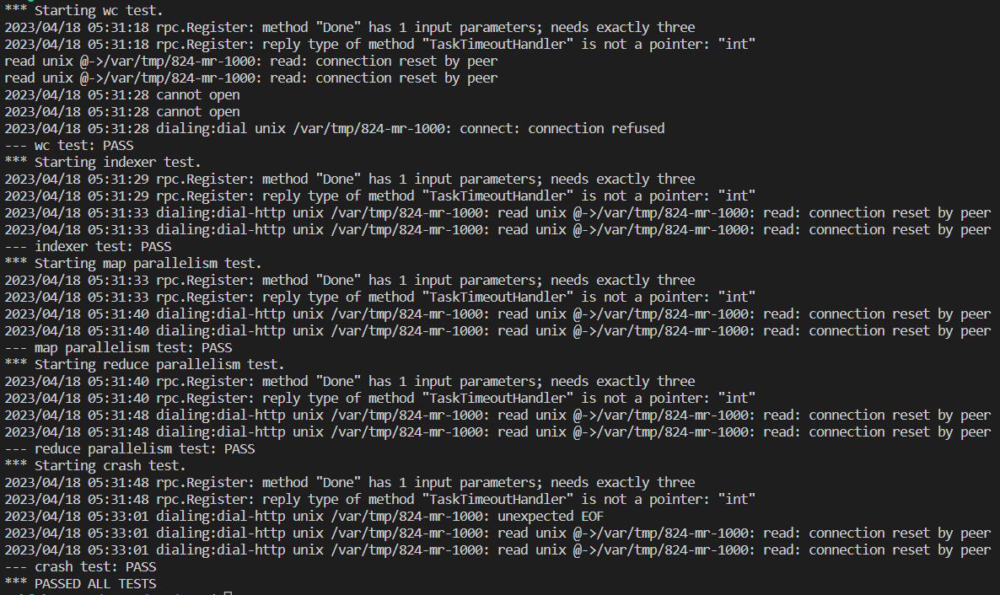 *** Starting wc test.
2023/04/18 05:31:18 rpc.Register: method "Done" has 1 input parameters; needs exactly three
2023/04/18 05:31:18 rpc.Register: reply type of method "TaskTimeoutHandler" is not a pointer: "int"
read unix @->/var/tmp/824-mr-1000: read: connection reset by peer
read unix @->/var/tmp/824-mr-1000: read: connection reset by peer
2023/04/18 05:31:28 cannot open
2023/04/18 05:31:28 cannot open
2023/04/18 05:31:28 dialing:dial unix /var/tmp/824-mr-1000: connect: connection refused
--- wc test: PASS
*** Starting indexer test.
2023/04/18 05:31:29 rpc.Register: method "Done" has 1 input parameters; needs exactly three
2023/04/18 05:31:29 rpc.Register: reply type of method "TaskTimeoutHandler" is not a pointer: "int"
2023/04/18 05:31:33 dialing:dial-http unix /var/tmp/824-mr-1000: read unix @->/var/tmp/824-mr-1000: read: connection reset by peer
2023/04/18 05:31:33 dialing:dial-http unix /var/tmp/824-mr-1000: read unix @->/var/tmp/824-mr-1000: read: connection reset by peer
--- indexer test: PASS
*** Starting map parallelism test.
2023/04/18 05:31:33 rpc.Register: method "Done" has 1 input parameters; needs exactly three
2023/04/18 05:31:33 rpc.Register: reply type of method "TaskTimeoutHandler" is not a pointer: "int"
2023/04/18 05:31:40 dialing:dial-http unix /var/tmp/824-mr-1000: read unix @->/var/tmp/824-mr-1000: read: connection reset by peer
2023/04/18 05:31:40 dialing:dial-http unix /var/tmp/824-mr-1000: read unix @->/var/tmp/824-mr-1000: read: connection reset by peer
--- map parallelism test: PASS
*** Starting reduce parallelism test.
2023/04/18 05:31:40 rpc.Register: method "Done" has 1 input parameters; needs exactly three
2023/04/18 05:31:40 rpc.Register: reply type of method "TaskTimeoutHandler" is not a pointer: "int"
2023/04/18 05:31:48 dialing:dial-http unix /var/tmp/824-mr-1000: read unix @->/var/tmp/824-mr-1000: read: connection reset by peer
2023/04/18 05:31:48 dialing:dial-http unix /var/tmp/824-mr-1000: read unix @->/var/tmp/824-mr-1000: read: connection reset by peer
--- reduce parallelism test: PASS
*** Starting crash test.
2023/04/18 05:31:48 rpc.Register: method "Done" has 1 input parameters; needs exactly three
2023/04/18 05:31:48 rpc.Register: reply type of method "TaskTimeoutHandler" is not a pointer: "int"
2023/04/18 05:33:01 dialing:dial-http unix /var/tmp/824-mr-1000: unexpected EOF
2023/04/18 05:33:01 dialing:dial-http unix /var/tmp/824-mr-1000: read unix @->/var/tmp/824-mr-1000: read: connection reset by peer
2023/04/18 05:33:01 dialing:dial-http unix /var/tmp/824-mr-1000: read unix @->/var/tmp/824-mr-1000: read: connection reset by peer
--- crash test: PASS
*** PASSED ALL TESTS